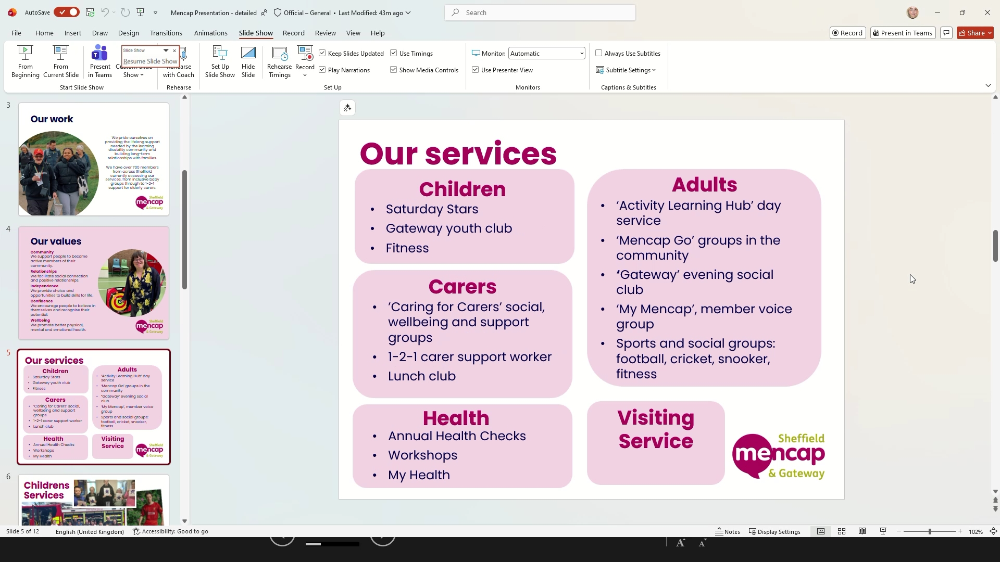 AutoSave
Mencap Presentation - detailed
Official – General • Last Modified: 43m ago
Search
File Home Insert Draw Design Transitions Animations Slide Show Record Review View Help
Record
Present in Teams
Share
From Beginning
From Current Slide
Present in Teams
Slide Show
Resume Slide Show
Show
with Coach
Set Up Slide Show
Hide Slide
Rehearse Timings
Record
Keep Slides Updated
Play Narrations
Use Timings
Show Media Controls
Monitor: Automatic
Use Presenter View
Always Use Subtitles
Subtitle Settings
Start Slide Show
Rehearse
Set Up
Monitors
Captions & Subtitles
3
Our work
We pride ourselves on
providing the lifelong support
needed by the learning
disability community and
building long-term
relationships with families.
We have over 700 members
from across Sheffield
currently accessing our
services, from inclusive baby
groups through to 1-2-1
support for elderly carers.
Sheffield
mencap
& Gateway
4
Our values
Community
We support people to become
active members of their
community.
Relationships
We facilitate social connection
and positive relationships.
Independence
We provide choice and
opportunities to build skills for life.
Confidence
We encourage people to believe in
themselves and recognise their
potential.
Wellbeing
We promote better physical,
mental and emotional health.
Sheffield
mencap
& Gateway
5
Our services
Children
• Saturday Stars
• Gateway youth club
• Fitness
Carers
• ’Caring for Carers’ social,
wellbeing and support
groups
• 1-2-1 carer support worker
• Lunch club
Health
• Annual Health Checks
• Workshops
• My Health
Adults
• ‘Activity Learning Hub’ day
service
• ‘Mencap Go’ groups in the
community
• ‘Gateway’ evening social
club
• ‘My Mencap’, member voice
group
• Sports and social groups:
football, cricket, snooker,
fitness
Visiting
Service
Sheffield
mencap
& Gateway
6
Childrens
Services
Our services
Children
• Saturday Stars
• Gateway youth club
• Fitness
Carers
• ’Caring for Carers’ social,
wellbeing and support
groups
• 1-2-1 carer support worker
• Lunch club
Health
• Annual Health Checks
• Workshops
• My Health
Adults
• ‘Activity Learning Hub’ day
service
• ‘Mencap Go’ groups in the
community
• ‘Gateway’ evening social
club
• ‘My Mencap’, member voice
group
• Sports and social groups:
football, cricket, snooker,
fitness
Visiting
Service
Sheffield
mencap
& Gateway
Slide 5 of 12
English (United Kingdom)
Accessibility: Good to go
Notes
Display Settings
102%
A A